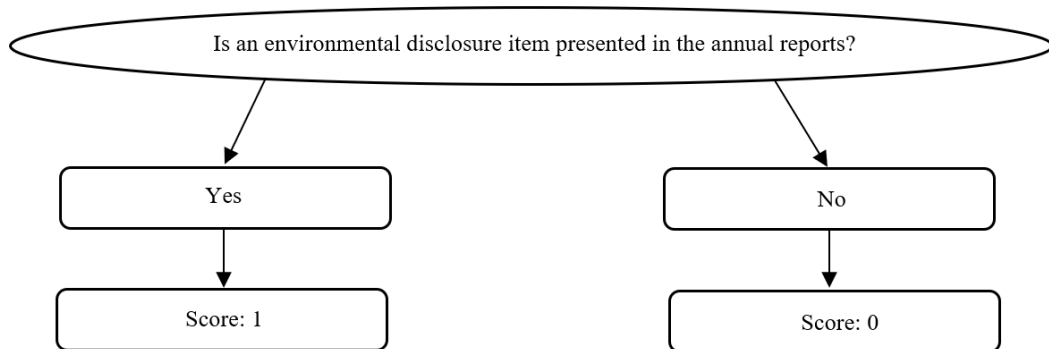 Is an environmental disclosure item presented in the annual reports?
Yes
No
Score: 1
Score: 0